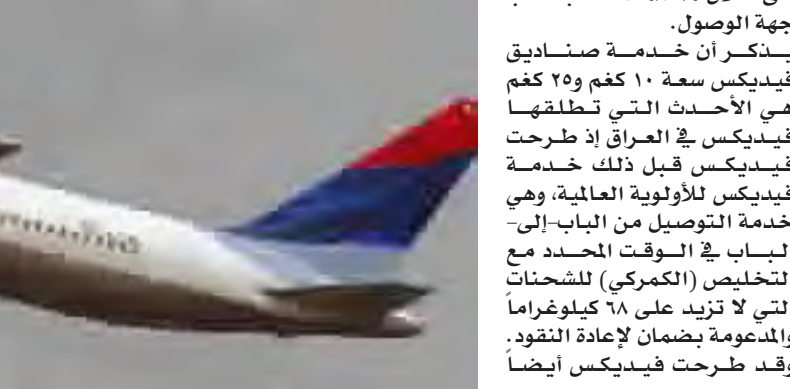 جهة الوصول.
يذكر أن خدمة صناديق
فيديكس سعة ١٠ كغم و٢٥ كغم
هي الأحدث التي تطلقها
فيديكس في العراق إذ طرحت
فيديكس قبل ذلك خدمة
فيديكس للأولوية العالمية، وهي
خدمة التوصيل من الباب-إلى-
الباب في الوقت المحدد مع
التخليص (الكمركي) للشحنات
التي لا تزيد على ٦٨ كيلوغراماً
والمدعومة بضمان لإعادة النقود.
وقد طرحت فيديكس أيضاً